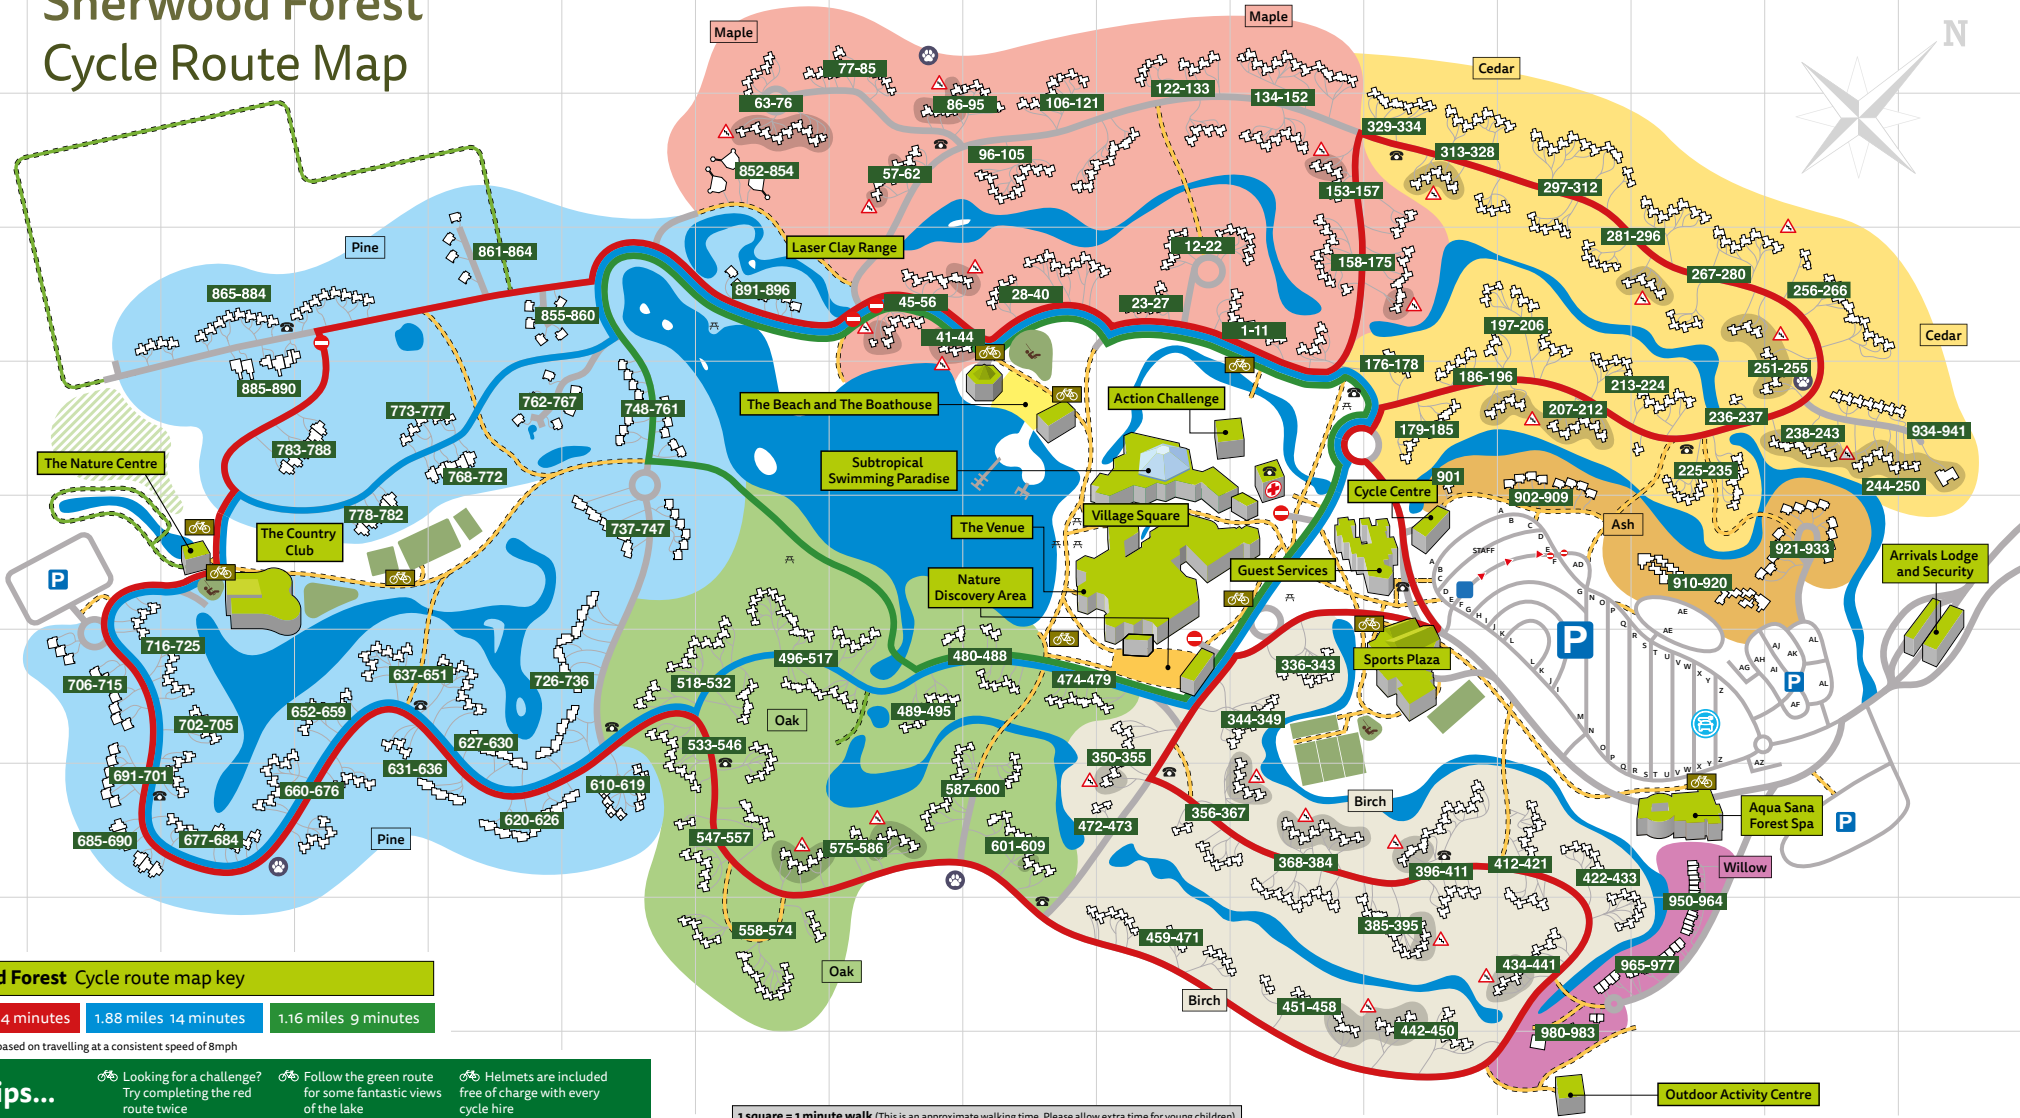 Sherwood Forest
Cycle Route Map
N
Maple
Maple
Cedar
Cedar
Pine
Pine
Oak
Oak
Birch
Birch
Ash
Willow
77-85
63-76
86-95
106-121
122-133
134-152
852-854
57-62
96-105
153-157
12-22
158-175
45-56
28-40
23-27
1-11
41-44
Laser Clay Range
329-334
313-328
297-312
281-296
267-280
256-266
197-206
176-178
186-196
213-224
251-255
207-212
236-237
179-185
238-243
934-941
225-235
244-250
901
902-909
921-933
910-920
861-864
865-884
891-896
855-860
885-890
762-767
748-761
773-777
783-788
768-772
778-782
737-747
The Nature Centre
The Country
Club
716-725
706-715
637-651
726-736
702-705
652-659
627-630
631-636
691-701
660-676
610-619
620-626
685-690
677-684
The Beach and The Boathouse
Action Challenge
Subtropical
Swimming Paradise
Village Square
The Venue
Nature
Discovery Area
Guest Services
Cycle Centre
Sports Plaza
Arrivals Lodge
and Security
Aqua Sana
Forest Spa
Outdoor Activity Centre
496-517
480-488
518-532
474-479
489-495
533-546
587-600
547-557
575-586
601-609
558-574
336-343
344-349
350-355
356-367
472-473
368-384
396-411
412-421
422-433
385-395
459-471
434-441
451-458
442-450
950-964
965-977
980-983
STAFF
P
P
P
P
d Forest Cycle route map key
4 minutes
1.88 miles 14 minutes
1.16 miles 9 minutes
based on travelling at a consistent speed of 8mph
ips...
Looking for a challenge?
Try completing the red
route twice
Follow the green route
for some fantastic views
of the lake
Helmets are included
free of charge with every
cycle hire
1 square = 1 minute walk (This is an approximate walking time. Please allow extra time for young children)